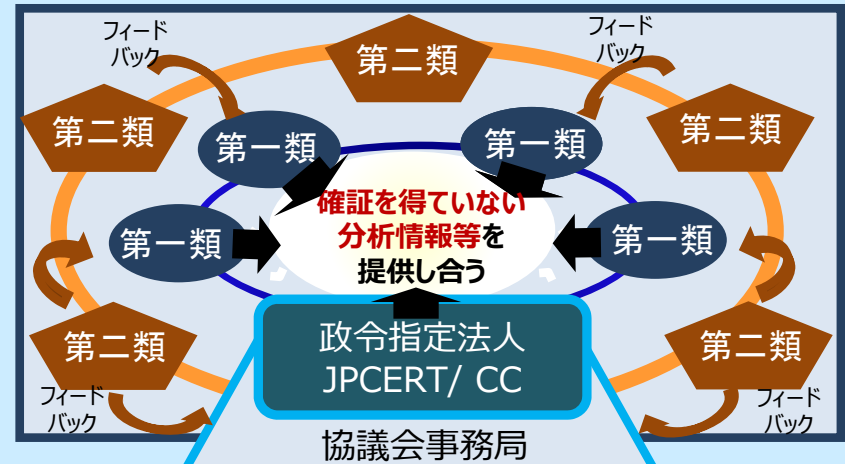 フィード
バック
第二類
フィード
バック
第二類
第二類
第一類
第一類
確証を得ていない
分析情報等を
提供し合う
第一類
第一類
政令指定法人
JPCERT/ CC
第二類
第二類
フィード
バック
フィード
バック
協議会事務局